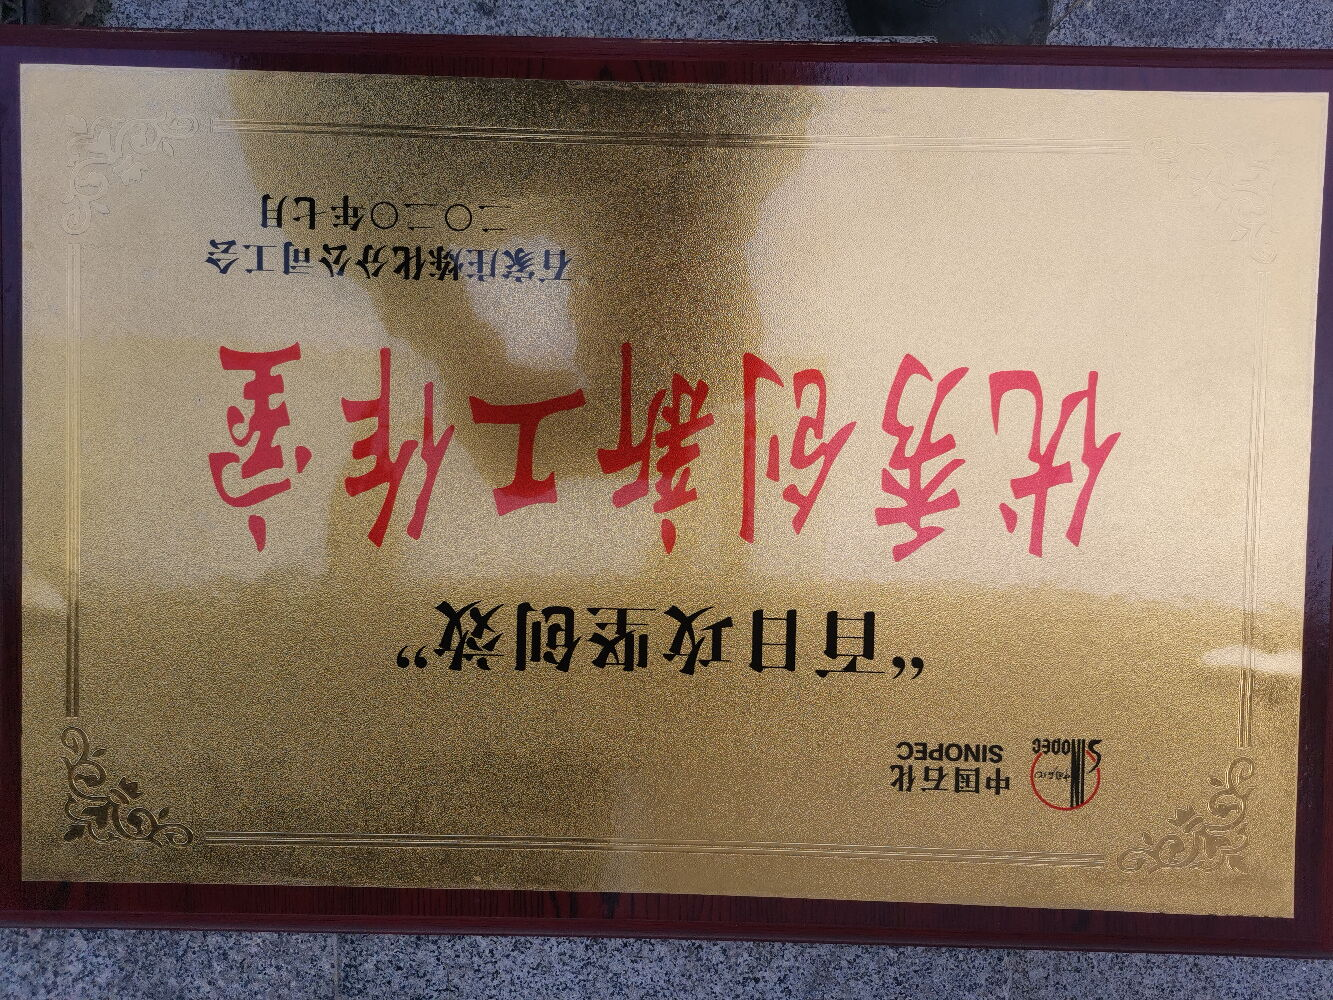 中国石化
SINOPEC
SINOPEC
“百日攻坚创效”
优秀创新工作室
石家庄炼化分公司工会
二〇二〇年七月